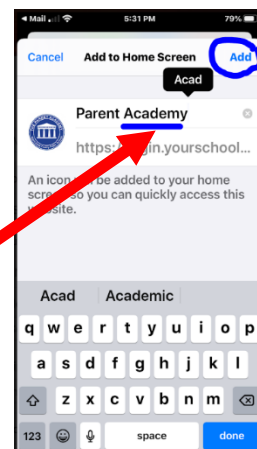 Mail 5:31 PM 79%
Cancel Add to Home Screen Add
Acad
Parent Academy
.yourschool...
An icon will be added to your home
screen so you can quickly access this
website.
Acad Academic
q w e r t y u i o p
a s d f g h j k l
z x c v b n m
123 space done